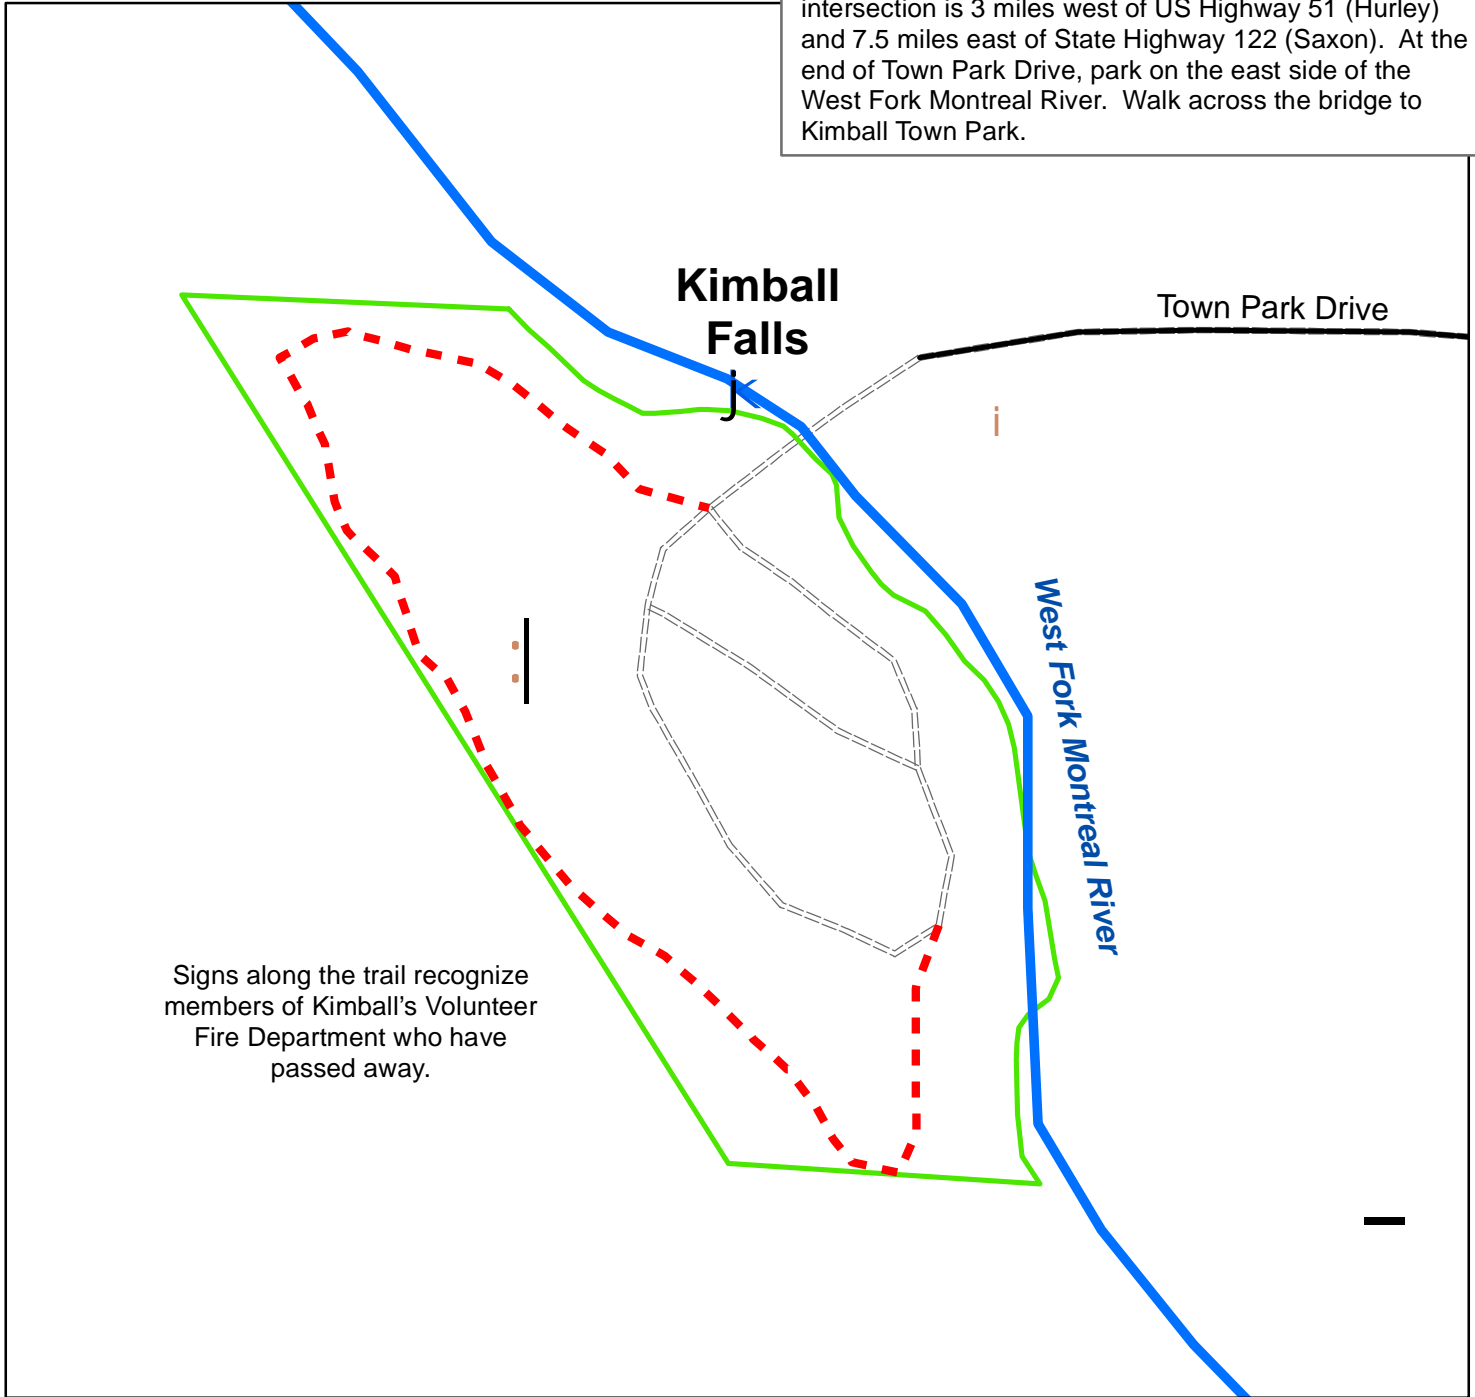 intersection is 3 miles west of US Highway 51 (Hurley)
and 7.5 miles east of State Highway 122 (Saxon).  At the
end of Town Park Drive, park on the east side of the
West Fork Montreal River.  Walk across the bridge to
Kimball Town Park.
Kimball
Falls
Town Park Drive
j
i
West Fork Montreal River
Signs along the trail recognize
members of Kimball’s Volunteer
Fire Department who have
passed away.